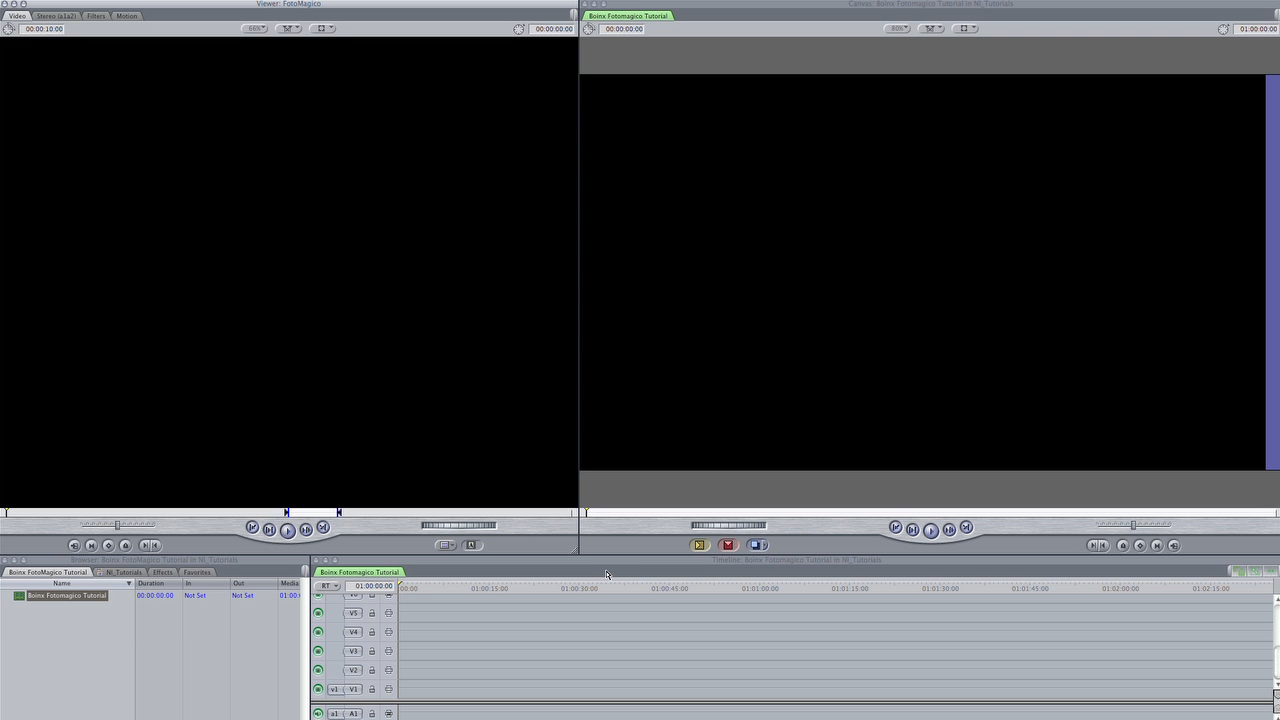 Viewer: FotoMagico
Canvas: Boinx Fotomagico Tutorial in NI_Tutorials
Video Stereo (a1a2) Filters Motion
Boinx Fotomagico Tutorial
00:00:10:00 66% 00:00:00:00
00:00:00:00 80% 01:00:00:00
Browser: Boinx FotoMagico Tutorial in NI_Tutorials
Timeline: Boinx Fotomagico Tutorial in NI_Tutorials
Boinx FotoMagico Tutorial NI_Tutorials Effects Favorites
Boinx Fotomagico Tutorial
Name Duration In Out Media
RT 01:00:00:00
00:00 01:00:15:00 01:00:30:00 01:00:45:00 01:01:00:00 01:01:15:00 01:01:30:00 01:01:45:00 01:02:00:00 01:02:15:00
Boinx Fotomagico Tutorial 00:00:00:00 Not Set Not Set 01:00:
V5
V4
V3
V2
v1 V1
a1 A1